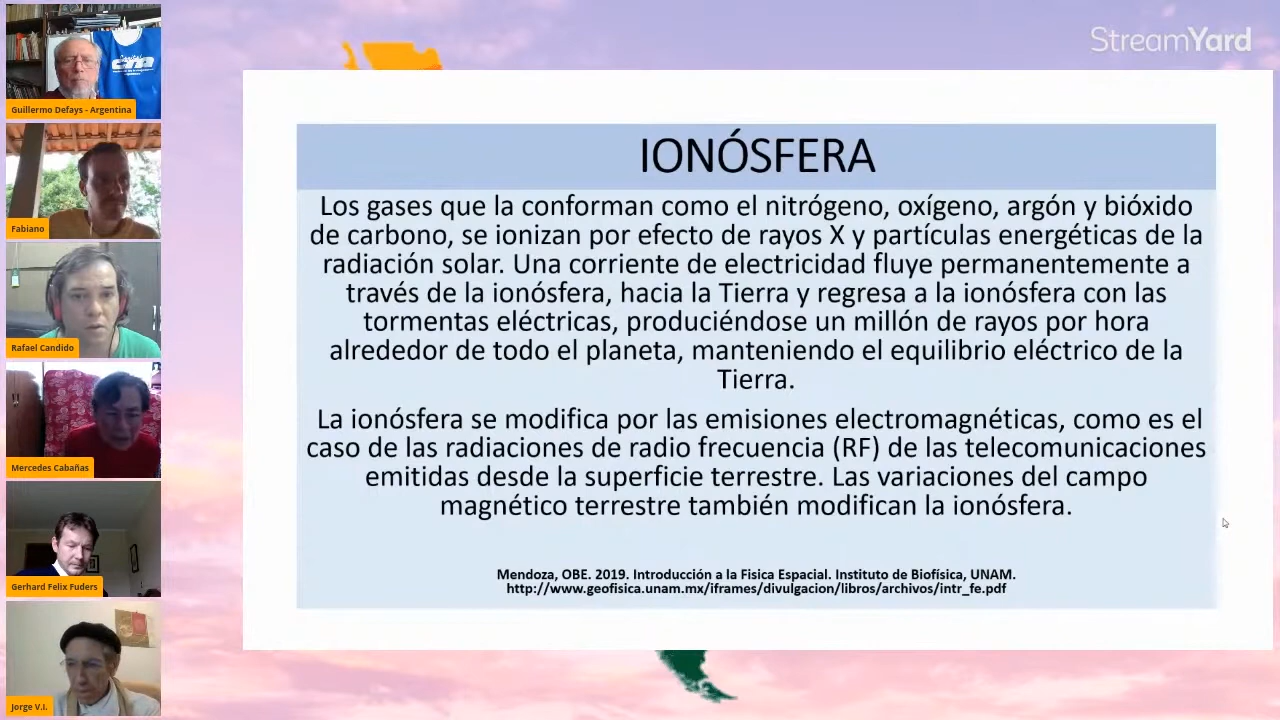 StreamYard
Guillermo Defays - Argentina
Fabiano
Rafael Candido
Mercedes Cabañas
Gerhard Felix Fuders
Jorge V.I.
IONÓSFERA
Los gases que la conforman como el nitrógeno, oxígeno, argón y bióxido
de carbono, se ionizan por efecto de rayos X y partículas energéticas de la
radiación solar. Una corriente de electricidad fluye permanentemente a
través de la ionósfera, hacia la Tierra y regresa a la ionósfera con las
tormentas eléctricas, produciéndose un millón de rayos por hora
alrededor de todo el planeta, manteniendo el equilibrio eléctrico de la
Tierra.
La ionósfera se modifica por las emisiones electromagnéticas, como es el
caso de las radiaciones de radio frecuencia (RF) de las telecomunicaciones
emitidas desde la superficie terrestre. Las variaciones del campo
magnético terrestre también modifican la ionósfera.
Mendoza, OBE. 2019. Introducción a la Fisica Espacial. Instituto de Biofísica, UNAM.
http://www.geofisica.unam.mx/iframes/divulgacion/libros/archivos/intr_fe.pdf